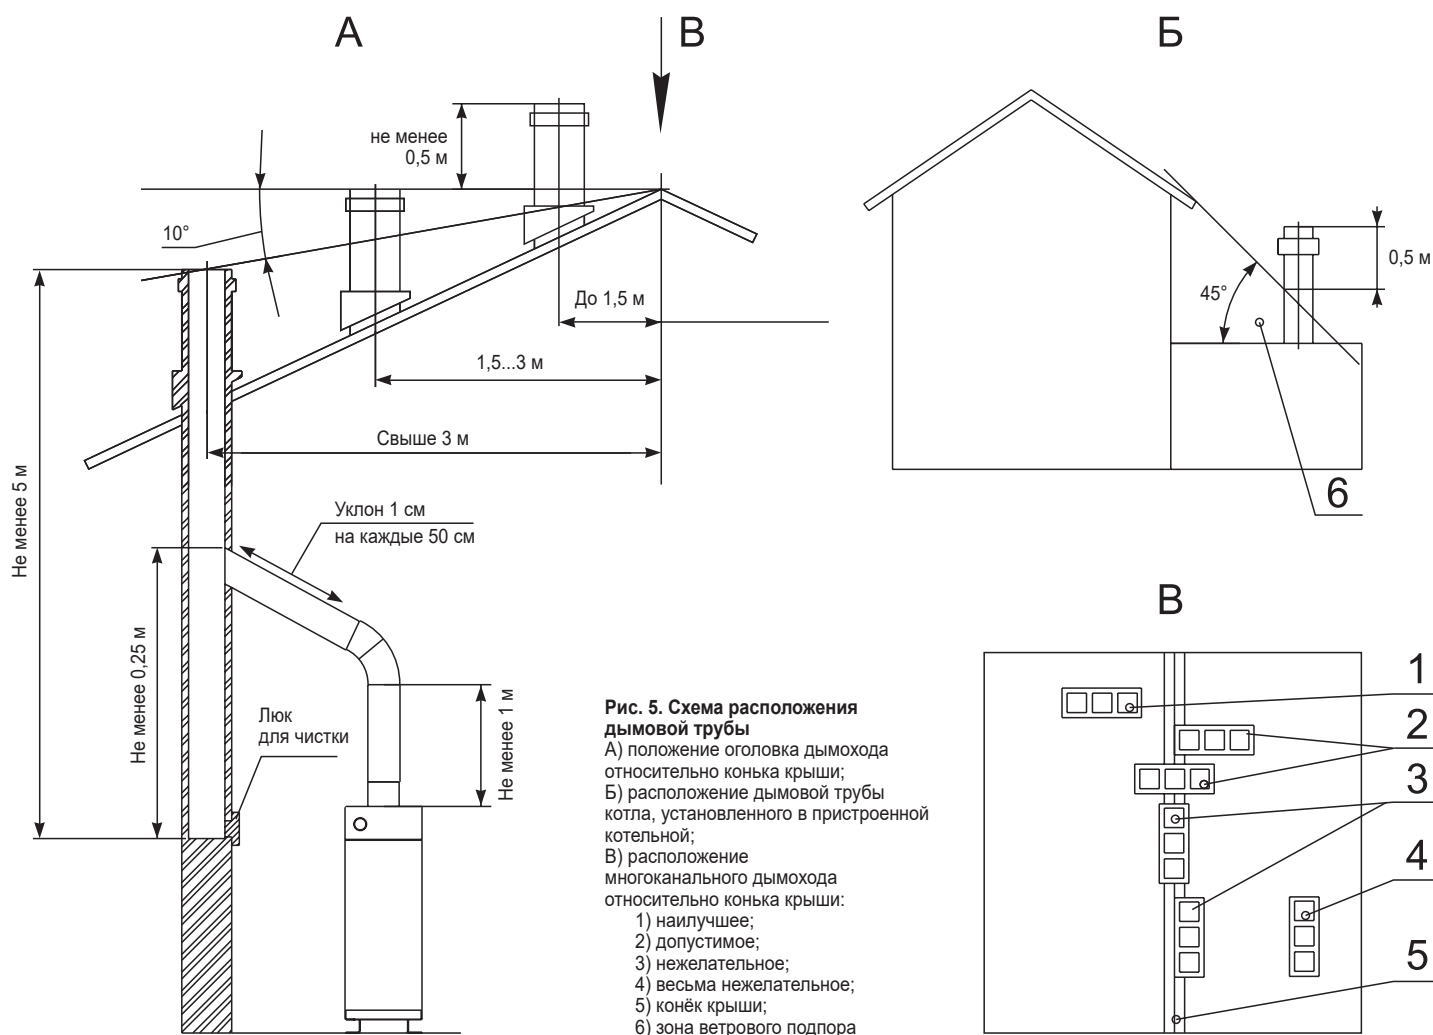 А
В
Б
не менее
0,5 м
10°
До 1,5 м
1,5...3 м
Свыше 3 м
Не менее 5 м
Уклон 1 см
на каждые 50 см
Не менее 0,25 м
Люк
для чистки
Не менее 1 м
45°
0,5 м
6
Рис. 5. Схема расположения
дымовой трубы
А) положение оголовка дымохода
относительно конька крыши;
Б) расположение дымовой трубы
котла, установленного в пристроенной
котельной;
В) расположение
многоканального дымохода
относительно конька крыши:
1) наилучшее;
2) допустимое;
3) нежелательное;
4) весьма нежелательное;
5) конёк крыши;
6) зона ветрового подпора
В
1
2
3
4
5